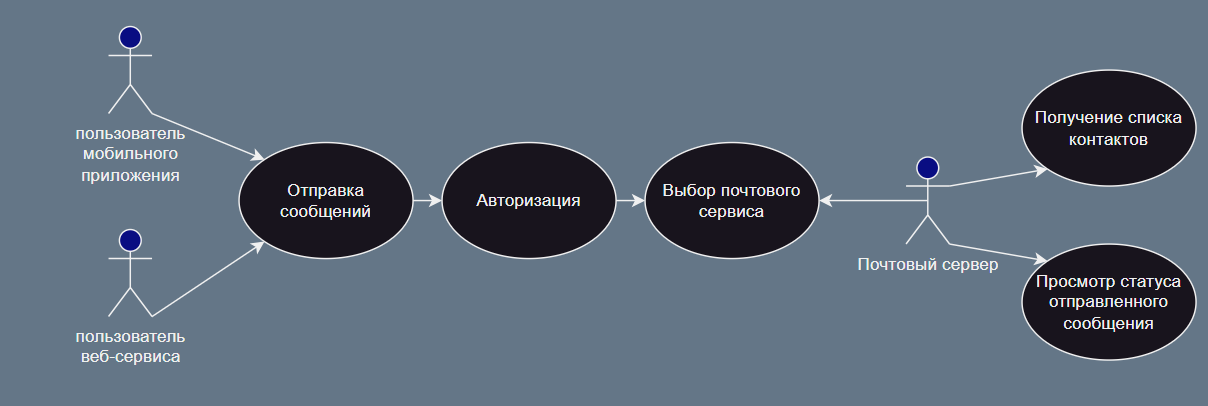 пользователь
мобильного
приложения
пользователь
веб-сервиса
Отправка
сообщений
Авторизация
Выбор почтового
сервиса
Почтовый сервер
Получение списка
контактов
Просмотр статуса
отправленного
сообщения